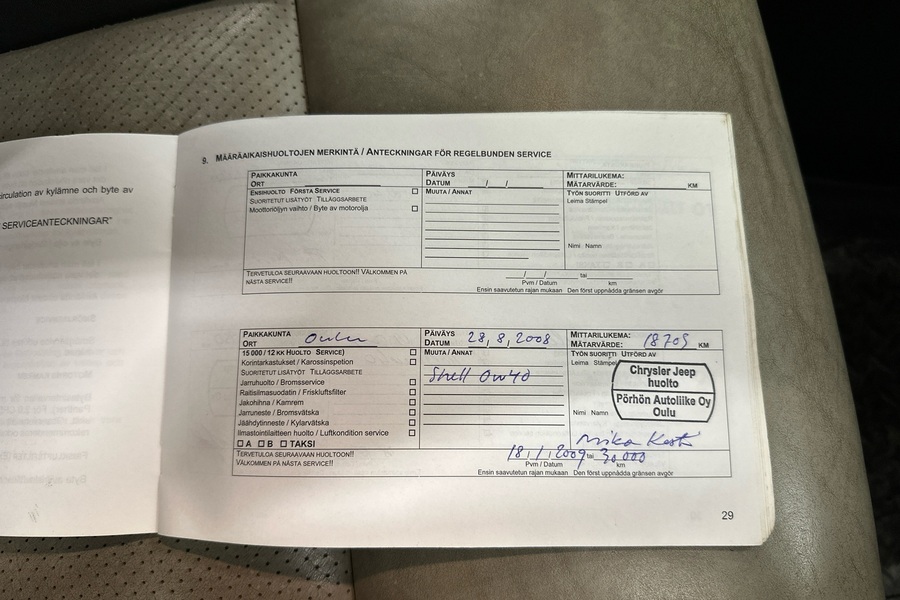 irculation av kylämne och byte av
SERVICEANTECKNINGAR"
9. MÄÄRÄAIKAISHUOLTOJEN MERKINTÄ / ANTECKNINGAR FÖR REGELBUNDEN SERVICE
PAIKKAKUNTA
ORT
PÄIVÄYS
DATUM / /
MITTARILUKEMA:
MÄTARVÄRDE: KM
ENSIHUOLTO FÖRSTA SERVICE
SUORITETUT LISÄTYÖT TILLÄGGSARBETE
Moottoriöljyn vaihto / Byte av motorolja
MUUTA / ANNAT
TYÖN SUORITTI UTFÖRD AV
Leima Stämpel
Nimi Namn
TERVETULOA SEURAAVAAN HUOLTOON!! VÄLKOMMEN PÅ
NÄSTA SERVICE!!
/ / tai
Pvm / Datum km
Ensin saavutetun rajan mukaan Den först uppnådda gränsen avgör
PAIKKAKUNTA
ORT Oulu
PÄIVÄYS
DATUM 28,8,2008
MITTARILUKEMA:
MÄTARVÄRDE: 18705 KM
15 000 / 12 KK HUOLTO SERVICE)
Korintarkastukset / Karossinspetion
SUORITETUT LISÄTYÖT TILLÄGGSARBETE
Jarruhuolto / Bromsservice
Raitisilmasuodatin / Friskluftsfilter
Jakohihna / Kamrem
Jarruneste / Bromsvätska
Jäähdytinneste / Kylarvätska
Ilmastointilaitteen huolto / Luftkondition service
A B TAKSI
MUUTA / ANNAT
Shell 0w40
TYÖN SUORITTI UTFÖRD AV
Leima Stämpel
Chrysler Jeep
huolto
Pörhön Autoliike Oy
Oulu
Nimi Namn
Mika Kesti
TERVETULOA SEURAAVAAN HUOLTOON!!
VÄLKOMMEN PÅ NÄSTA SERVICE!!
18/1/2009 tai 30000
Pvm / Datum km
Ensin saavutetun rajan mukaan Den först uppnådda gränsen avgör
29